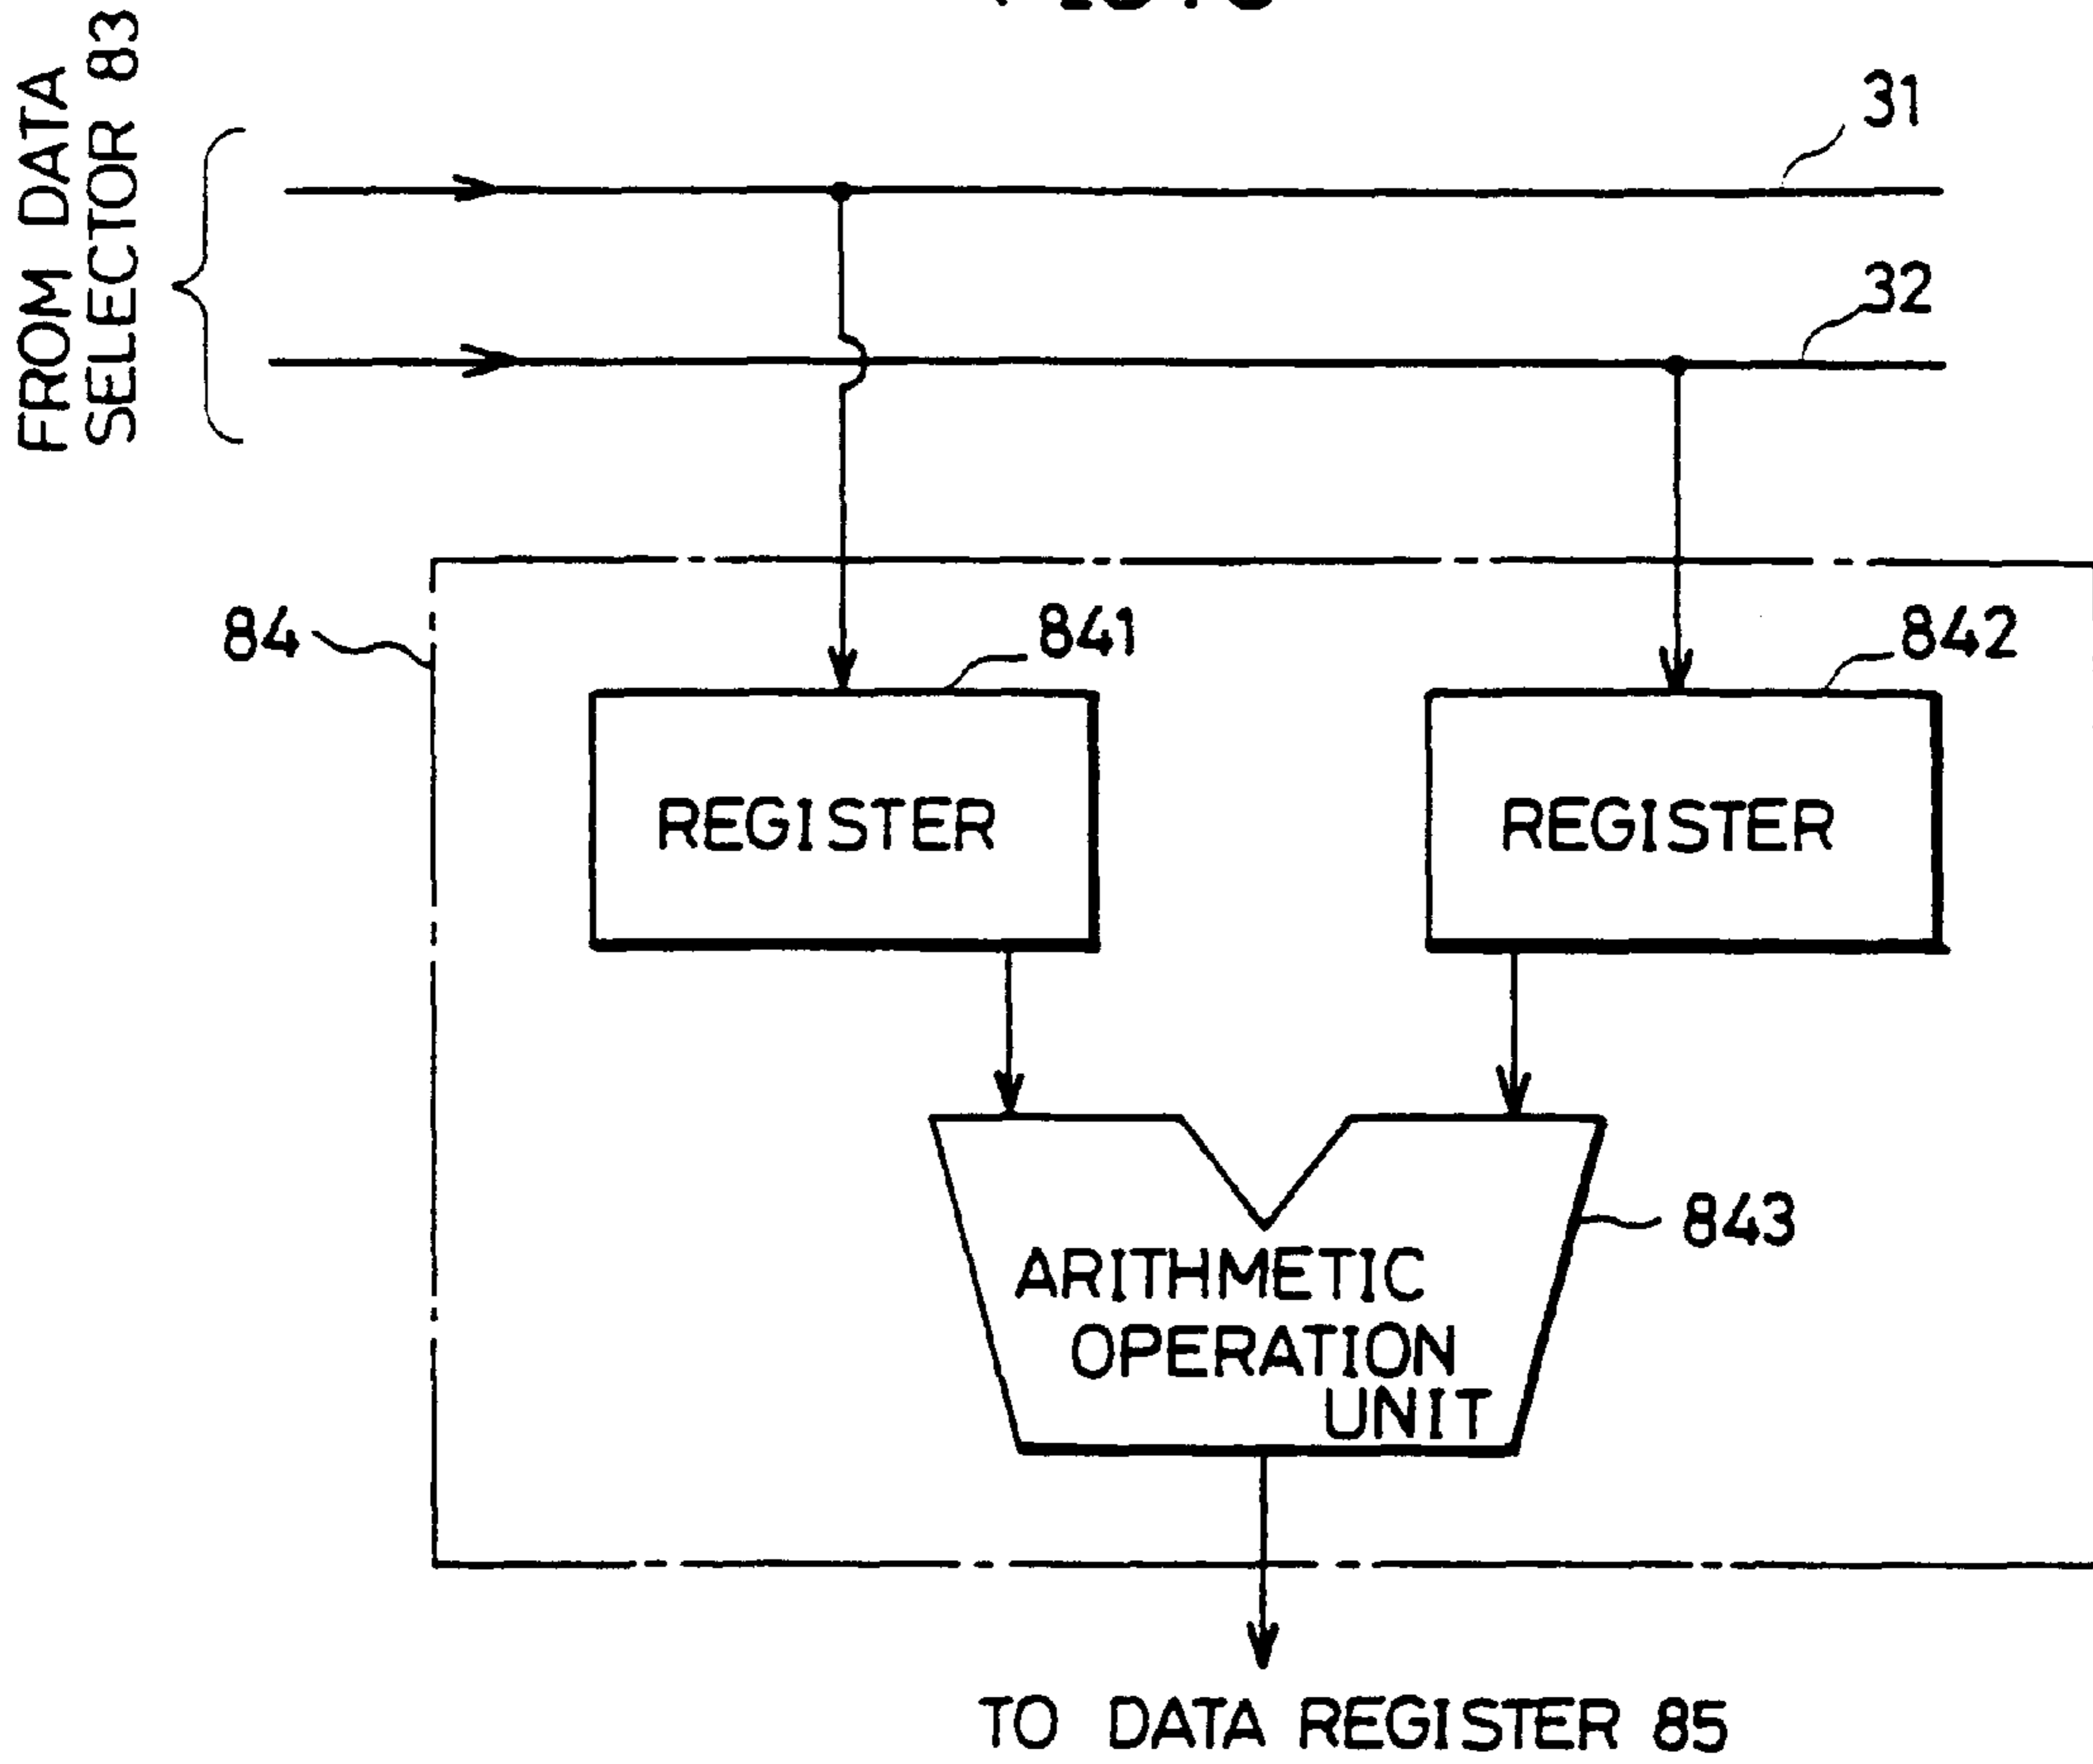 FROM DATA
SELECTOR 83
31
32
84
841
842
REGISTER
REGISTER
843
ARITHMETIC
OPERATION
UNIT
TO DATA REGISTER 85